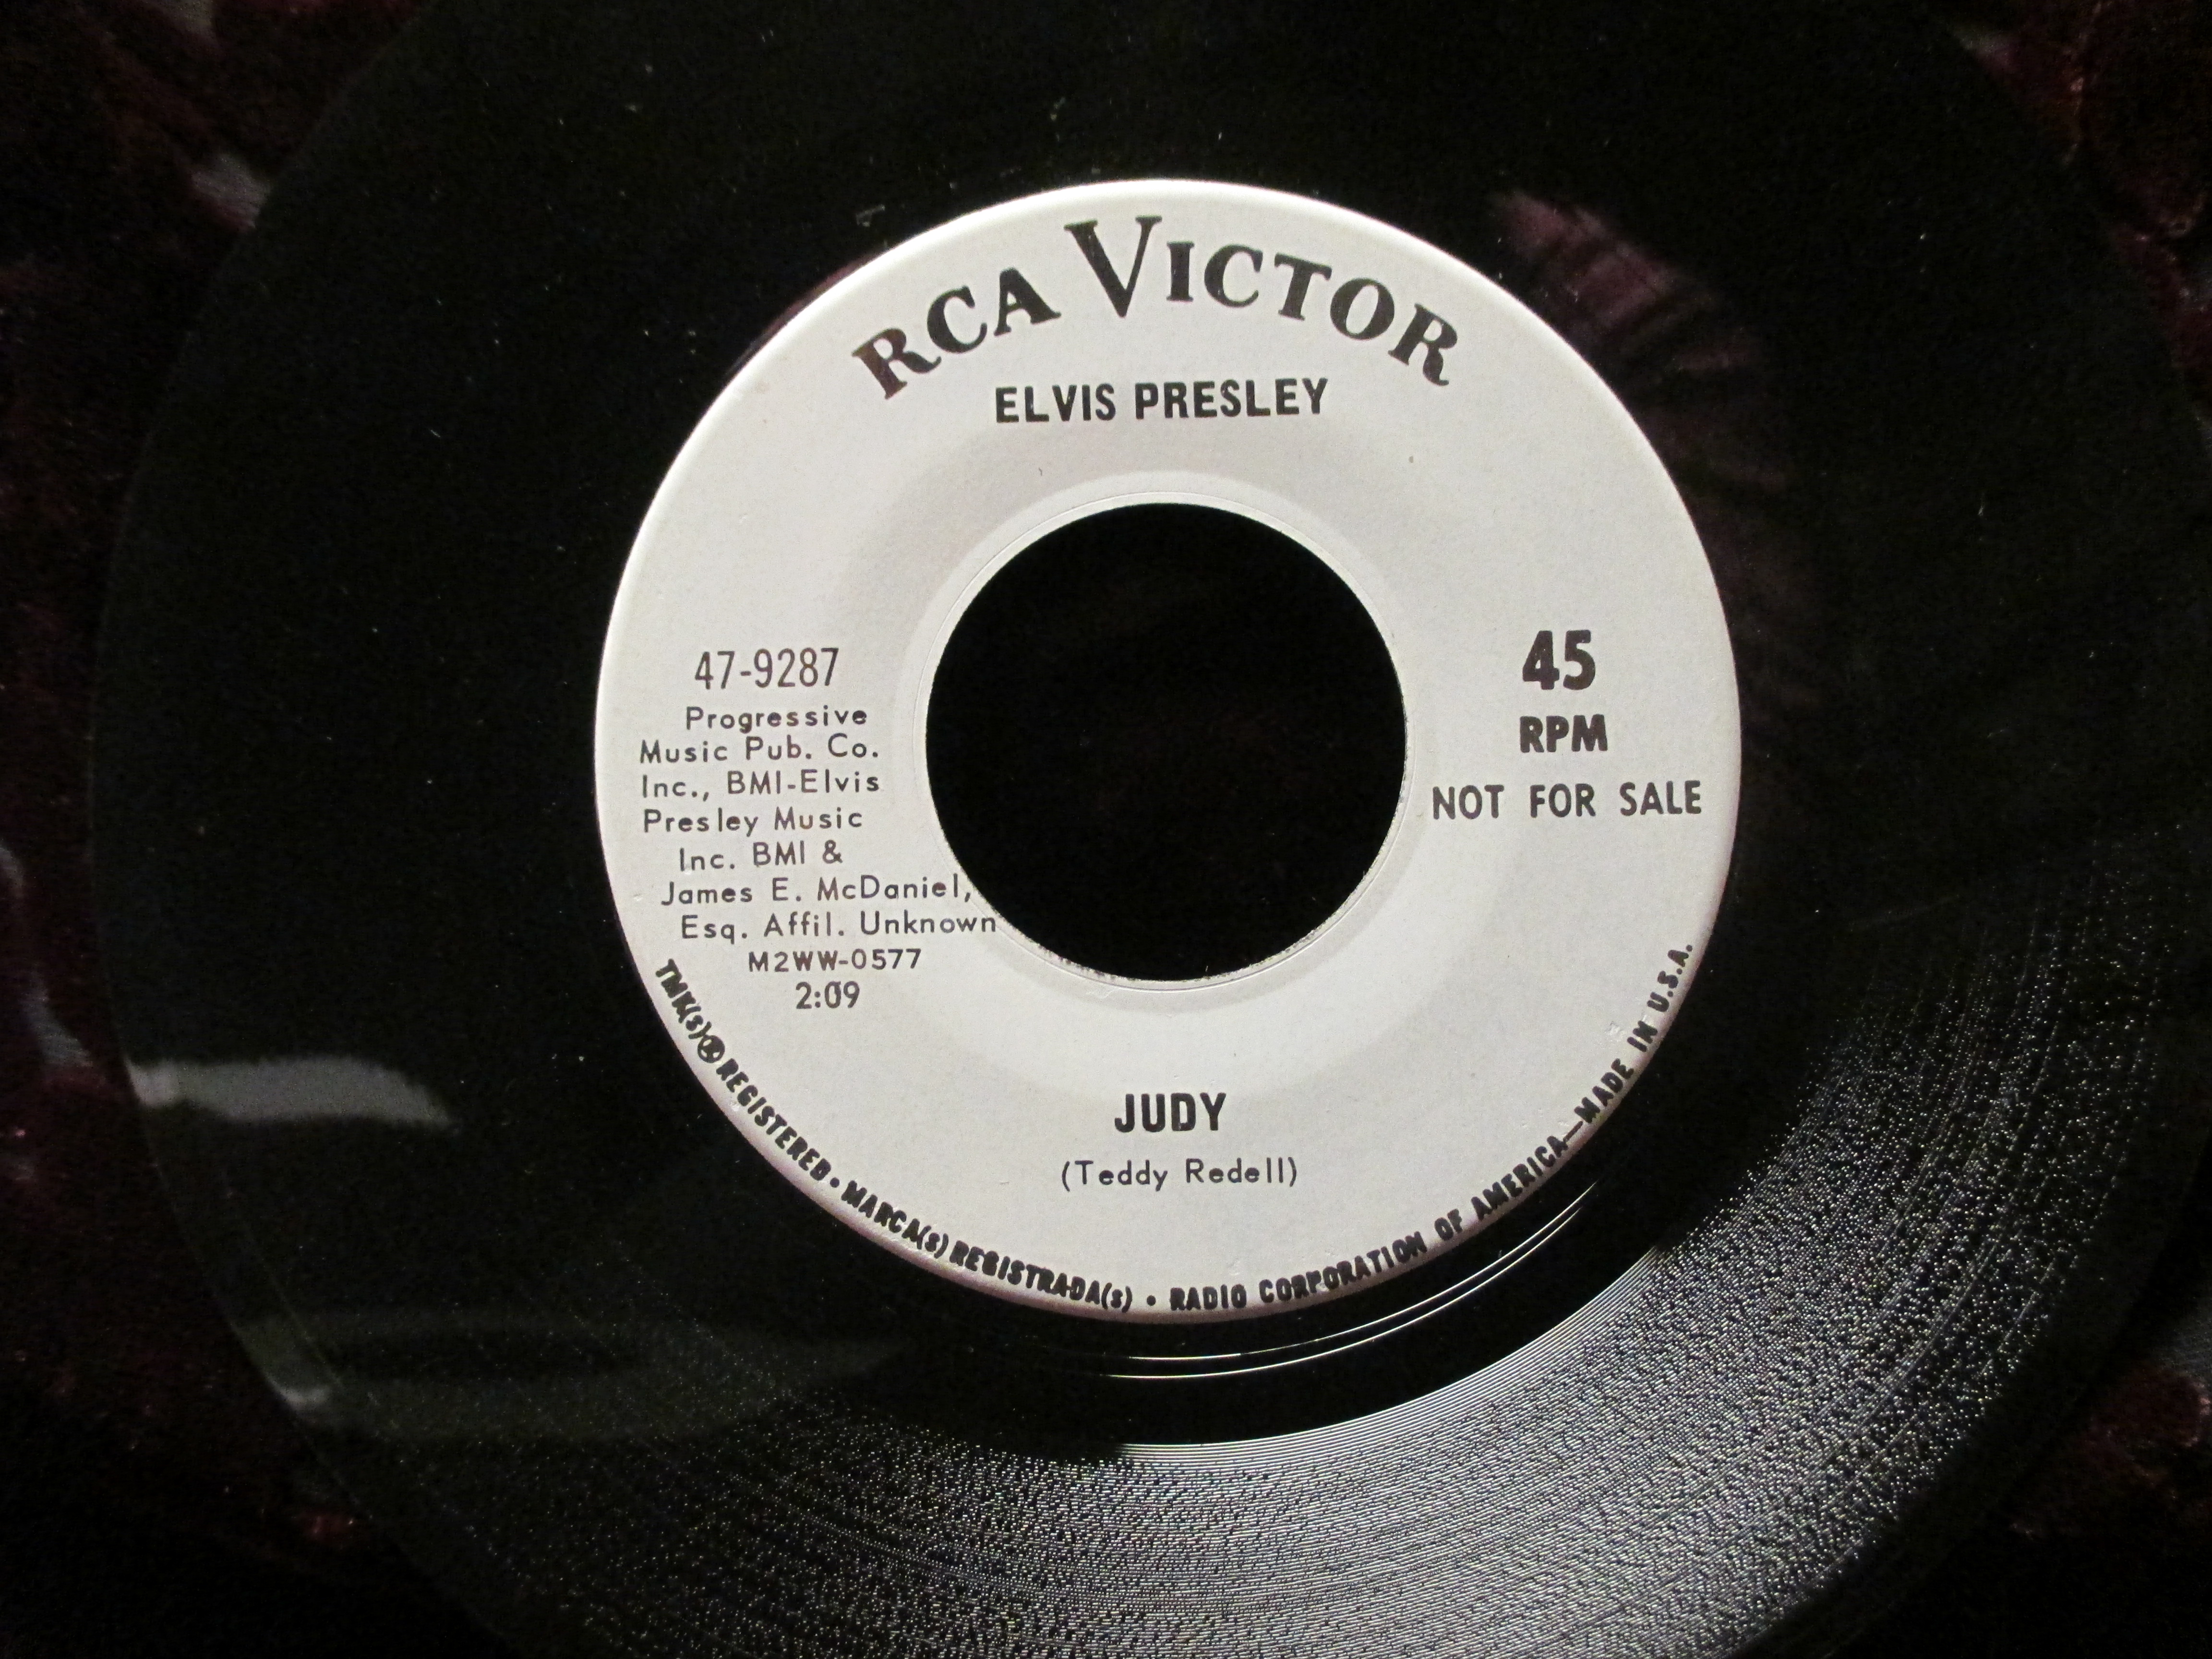 RCA VICTOR
ELVIS PRESLEY
47-9287
Progressive
Music Pub. Co.
Inc., BMI-Elvis
Presley Music
Inc. BMI &
James E. McDaniel,
Esq. Affil. Unknown
M2WW-0577
2:09
45
RPM
NOT FOR SALE
JUDY
(Teddy Redell)
TMK(s) ® REGISTERED • MARCA(s) REGISTRADA(s) • RADIO CORPORATION OF AMERICA—MADE IN U.S.A.